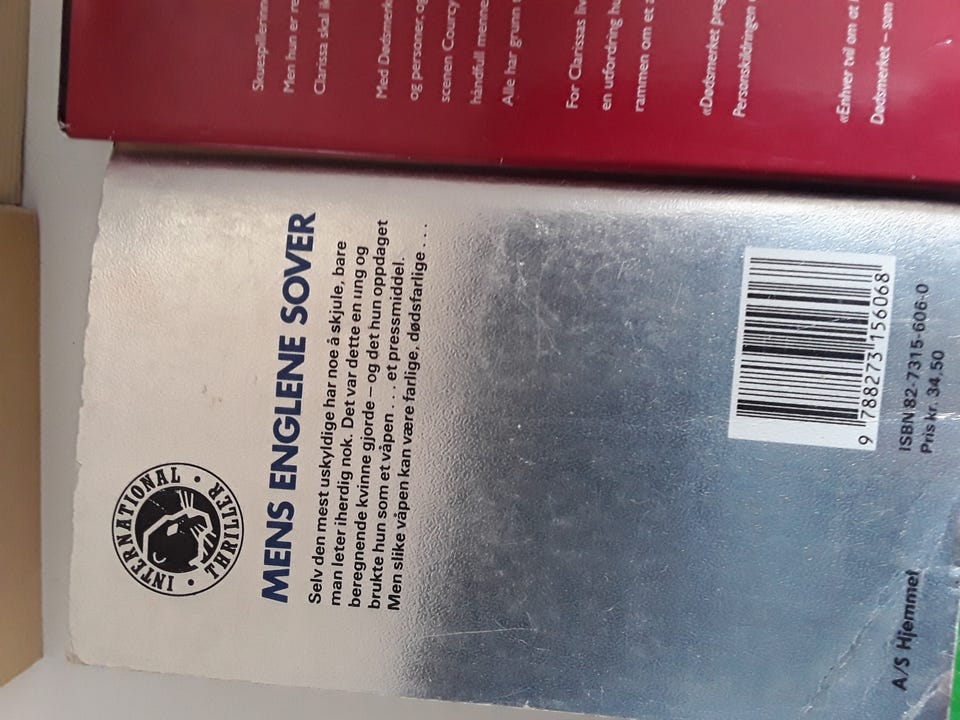 Skuespillerinn
Men hun er re
Clarissa skal ik
Med Dødsmerk
og personer, og
scenen Courcy
håndfull menne
Alle har grunn
For Clarissas liv
en utfordring ha
rammen om et s
«Dødsmerket preg
Personskildringen
«Enhver tvil om at
Dødsmerket – som
INTERNATIONAL
THRILLER
MENS ENGLENE SOVER
Selv den mest uskyldige har noe å skjule, bare
man leter iherdig nok. Det var dette en ung og
beregnende kvinne gjorde – og det hun oppdaget
brukte hun som et våpen . . . et pressmiddel.
Men slike våpen kan være farlige, dødsfarlige . . . .
9 788273 156068
ISBN 82-7315-606-0
Pris kr. 34.50
A/S Hjemmet